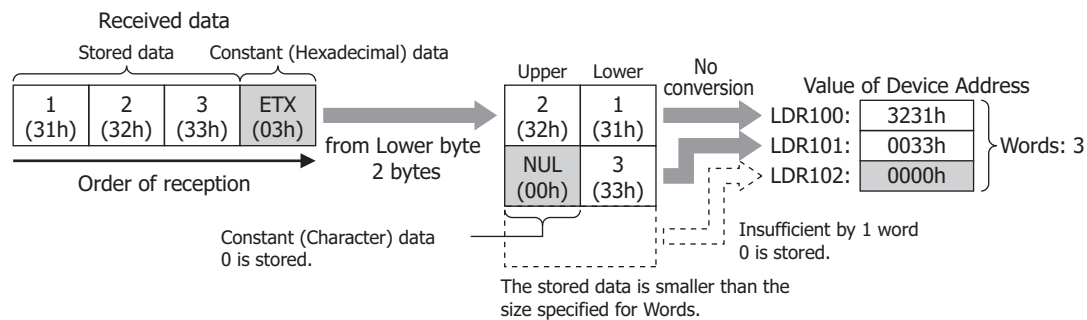 Received data
Stored data Constant (Hexadecimal) data
1 2 3 ETX
(31h) (32h) (33h) (03h)
Order of reception
from Lower byte
2 bytes
Upper Lower
2 1
(32h) (31h)
NUL 3
(00h) (33h)
Constant (Character) data
0 is stored.
The stored data is smaller than the
size specified for Words.
No
conversion
Value of Device Address
LDR100: 3231h
LDR101: 0033h
LDR102: 0000h
Words: 3
Insufficient by 1 word
0 is stored.